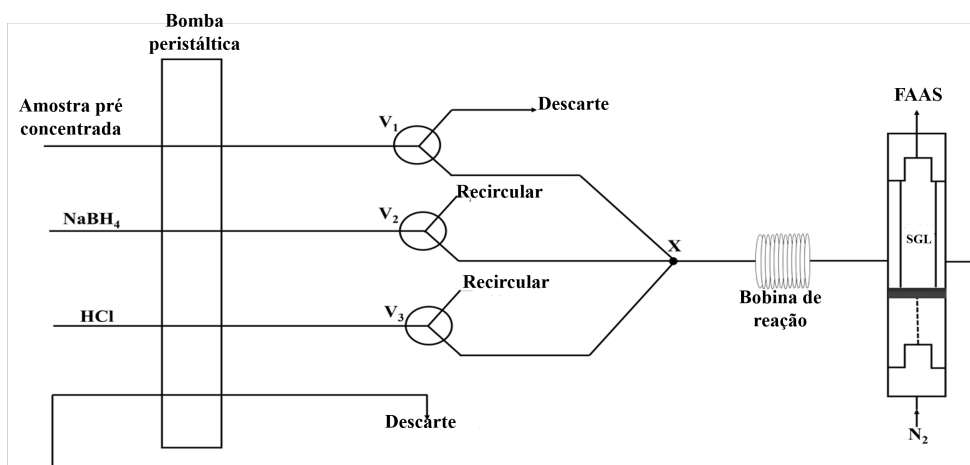 Bomba
peristáltica
Amostra pré
concentrada
V1
Descarte
NaBH4
V2
Recircular
HCl
V3
Recircular
Descarte
X
Bobina de
reação
FAAS
SGL
N2